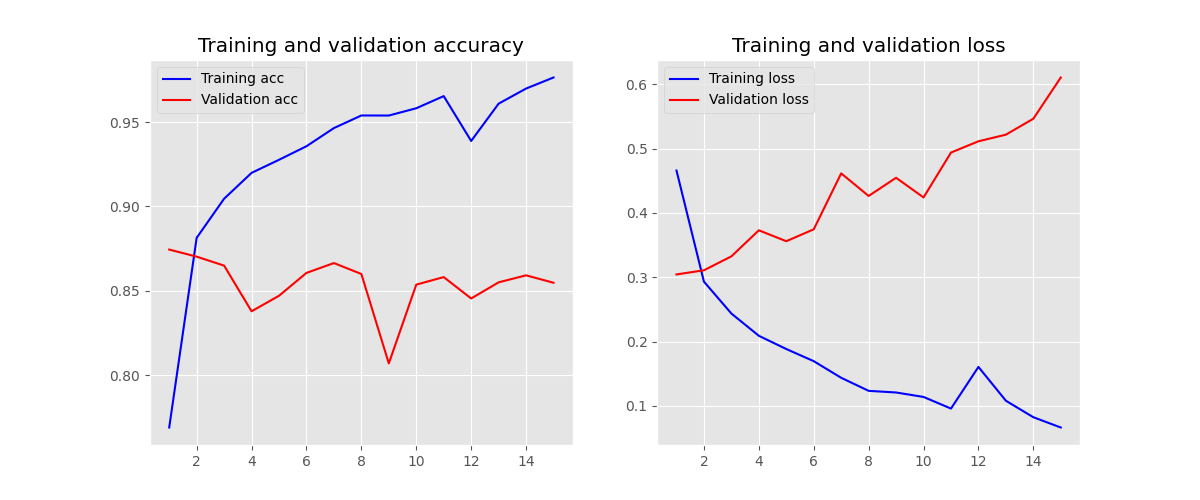 Training and validation accuracy
Training acc
Validation acc
0.95
0.90
0.85
0.80
2 4 6 8 10 12 14
Training and validation loss
Training loss
Validation loss
0.6
0.5
0.4
0.3
0.2
0.1
2 4 6 8 10 12 14